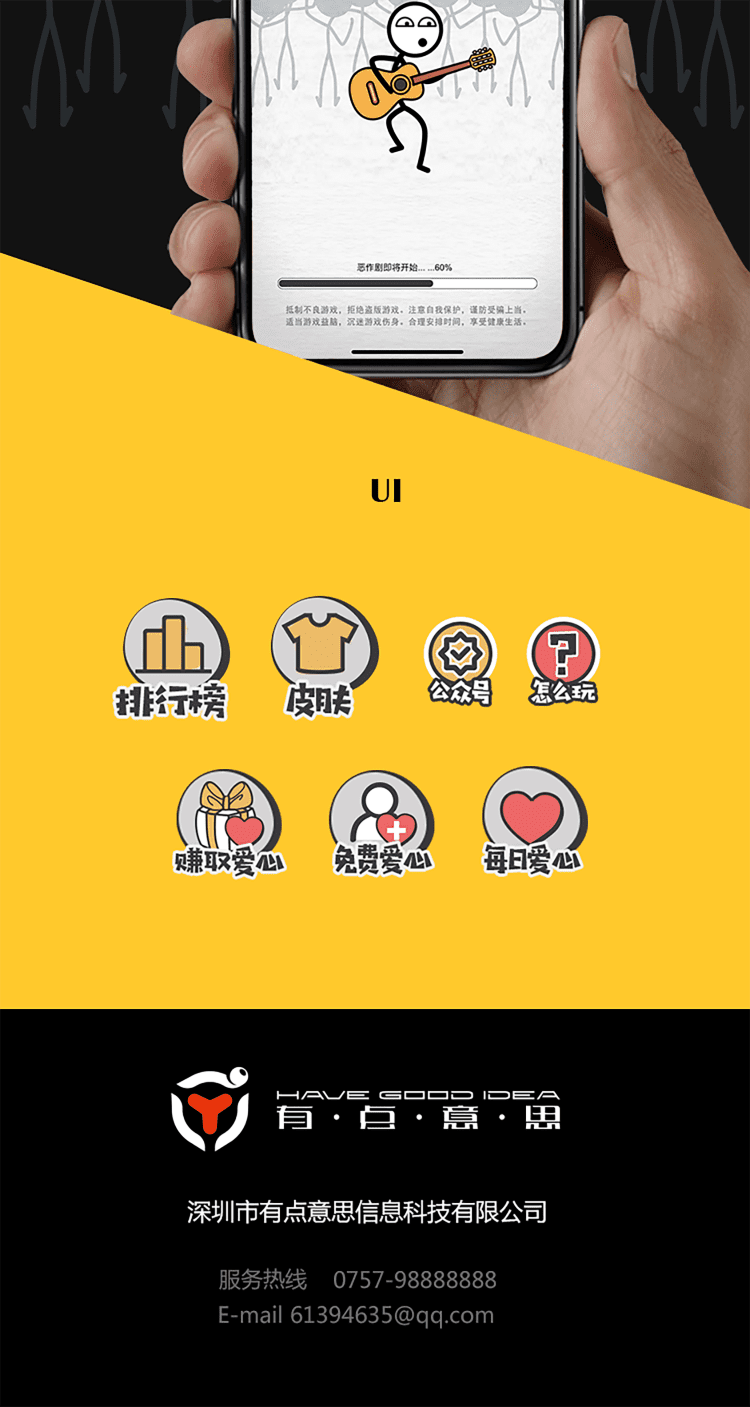 恶作剧即将开始... ...60%
抵制不良游戏，拒绝盗版游戏。注意自我保护，谨防受骗上当。
适当游戏益脑，沉迷游戏伤身。合理安排时间，享受健康生活。
UI
排行榜
皮肤
公众号
怎么玩
赚取爱心
免费爱心
每日爱心
HAVE GOOD IDEA
有·点·意·思
深圳市有点意思信息科技有限公司
服务热线 0757-98888888
E-mail 61394635@qq.com